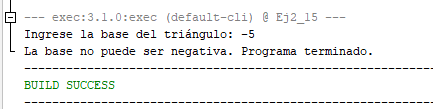 --- exec:3.1.0:exec (default-cli) @ Ej2_15 ---
Ingrese la base del triángulo: -5
La base no puede ser negativa. Programa terminado.
------------------------------------------------------------------------
BUILD SUCCESS
------------------------------------------------------------------------